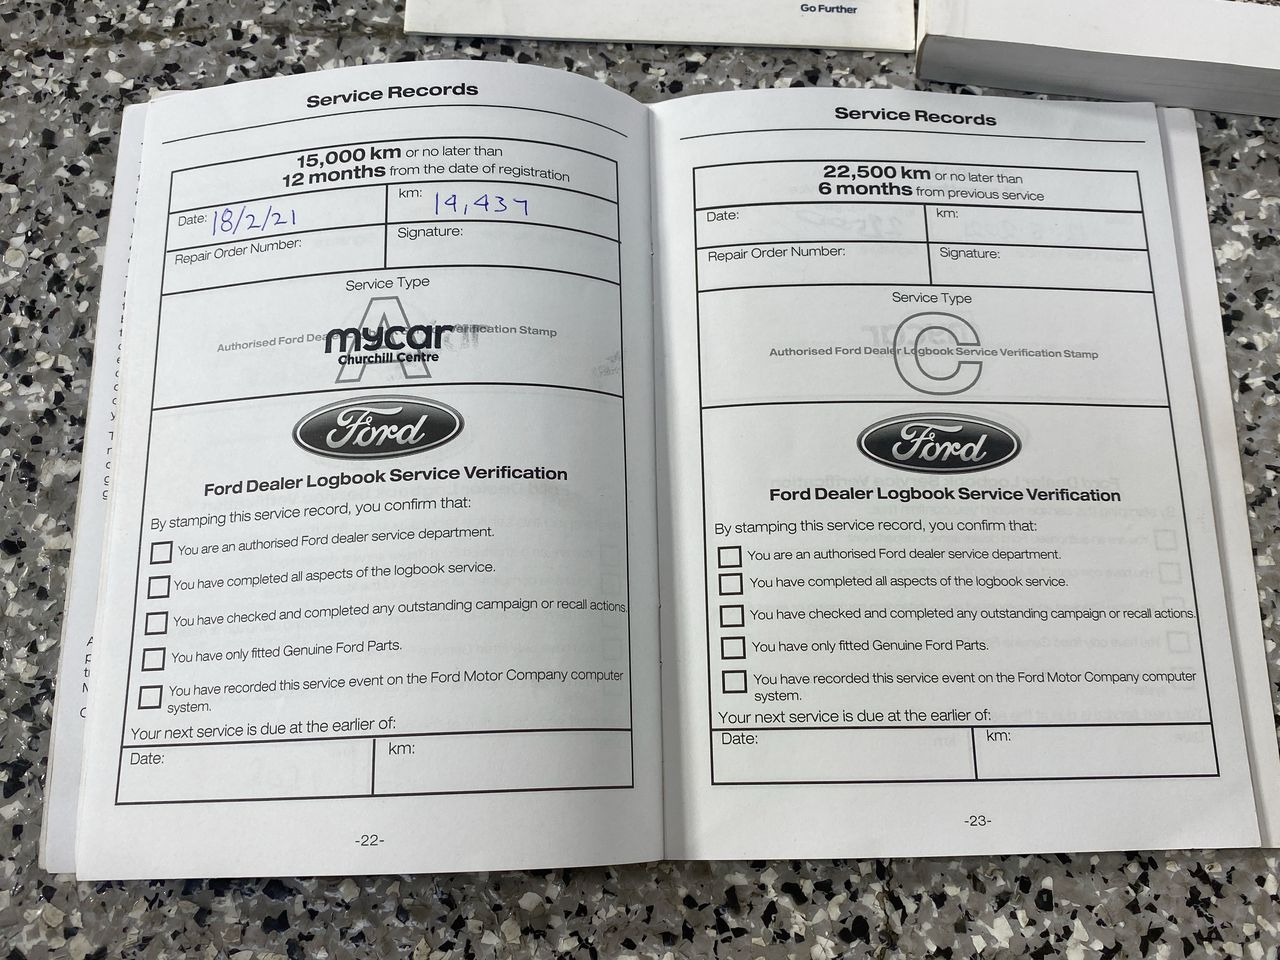 Go Further
Service Records
15,000 km or no later than
12 months from the date of registration
Date: 18/2/21
km: 14,437
Repair Order Number:
Signature:
Service Type
A
Authorised Ford Dealer Logbook Service Verification Stamp
mycar
Churchill Centre
Ford
Ford Dealer Logbook Service Verification
By stamping this service record, you confirm that:
You are an authorised Ford dealer service department.
You have completed all aspects of the logbook service.
You have checked and completed any outstanding campaign or recall actions.
You have only fitted Genuine Ford Parts.
You have recorded this service event on the Ford Motor Company computer
system.
Your next service is due at the earlier of:
Date:
km:
-22-
Service Records
22,500 km or no later than
6 months from previous service
Date:
km:
Repair Order Number:
Signature:
Service Type
C
Authorised Ford Dealer Logbook Service Verification Stamp
Ford
Ford Dealer Logbook Service Verification
By stamping this service record, you confirm that:
You are an authorised Ford dealer service department.
You have completed all aspects of the logbook service.
You have checked and completed any outstanding campaign or recall actions.
You have only fitted Genuine Ford Parts.
You have recorded this service event on the Ford Motor Company computer
system.
Your next service is due at the earlier of:
Date:
km:
-23-